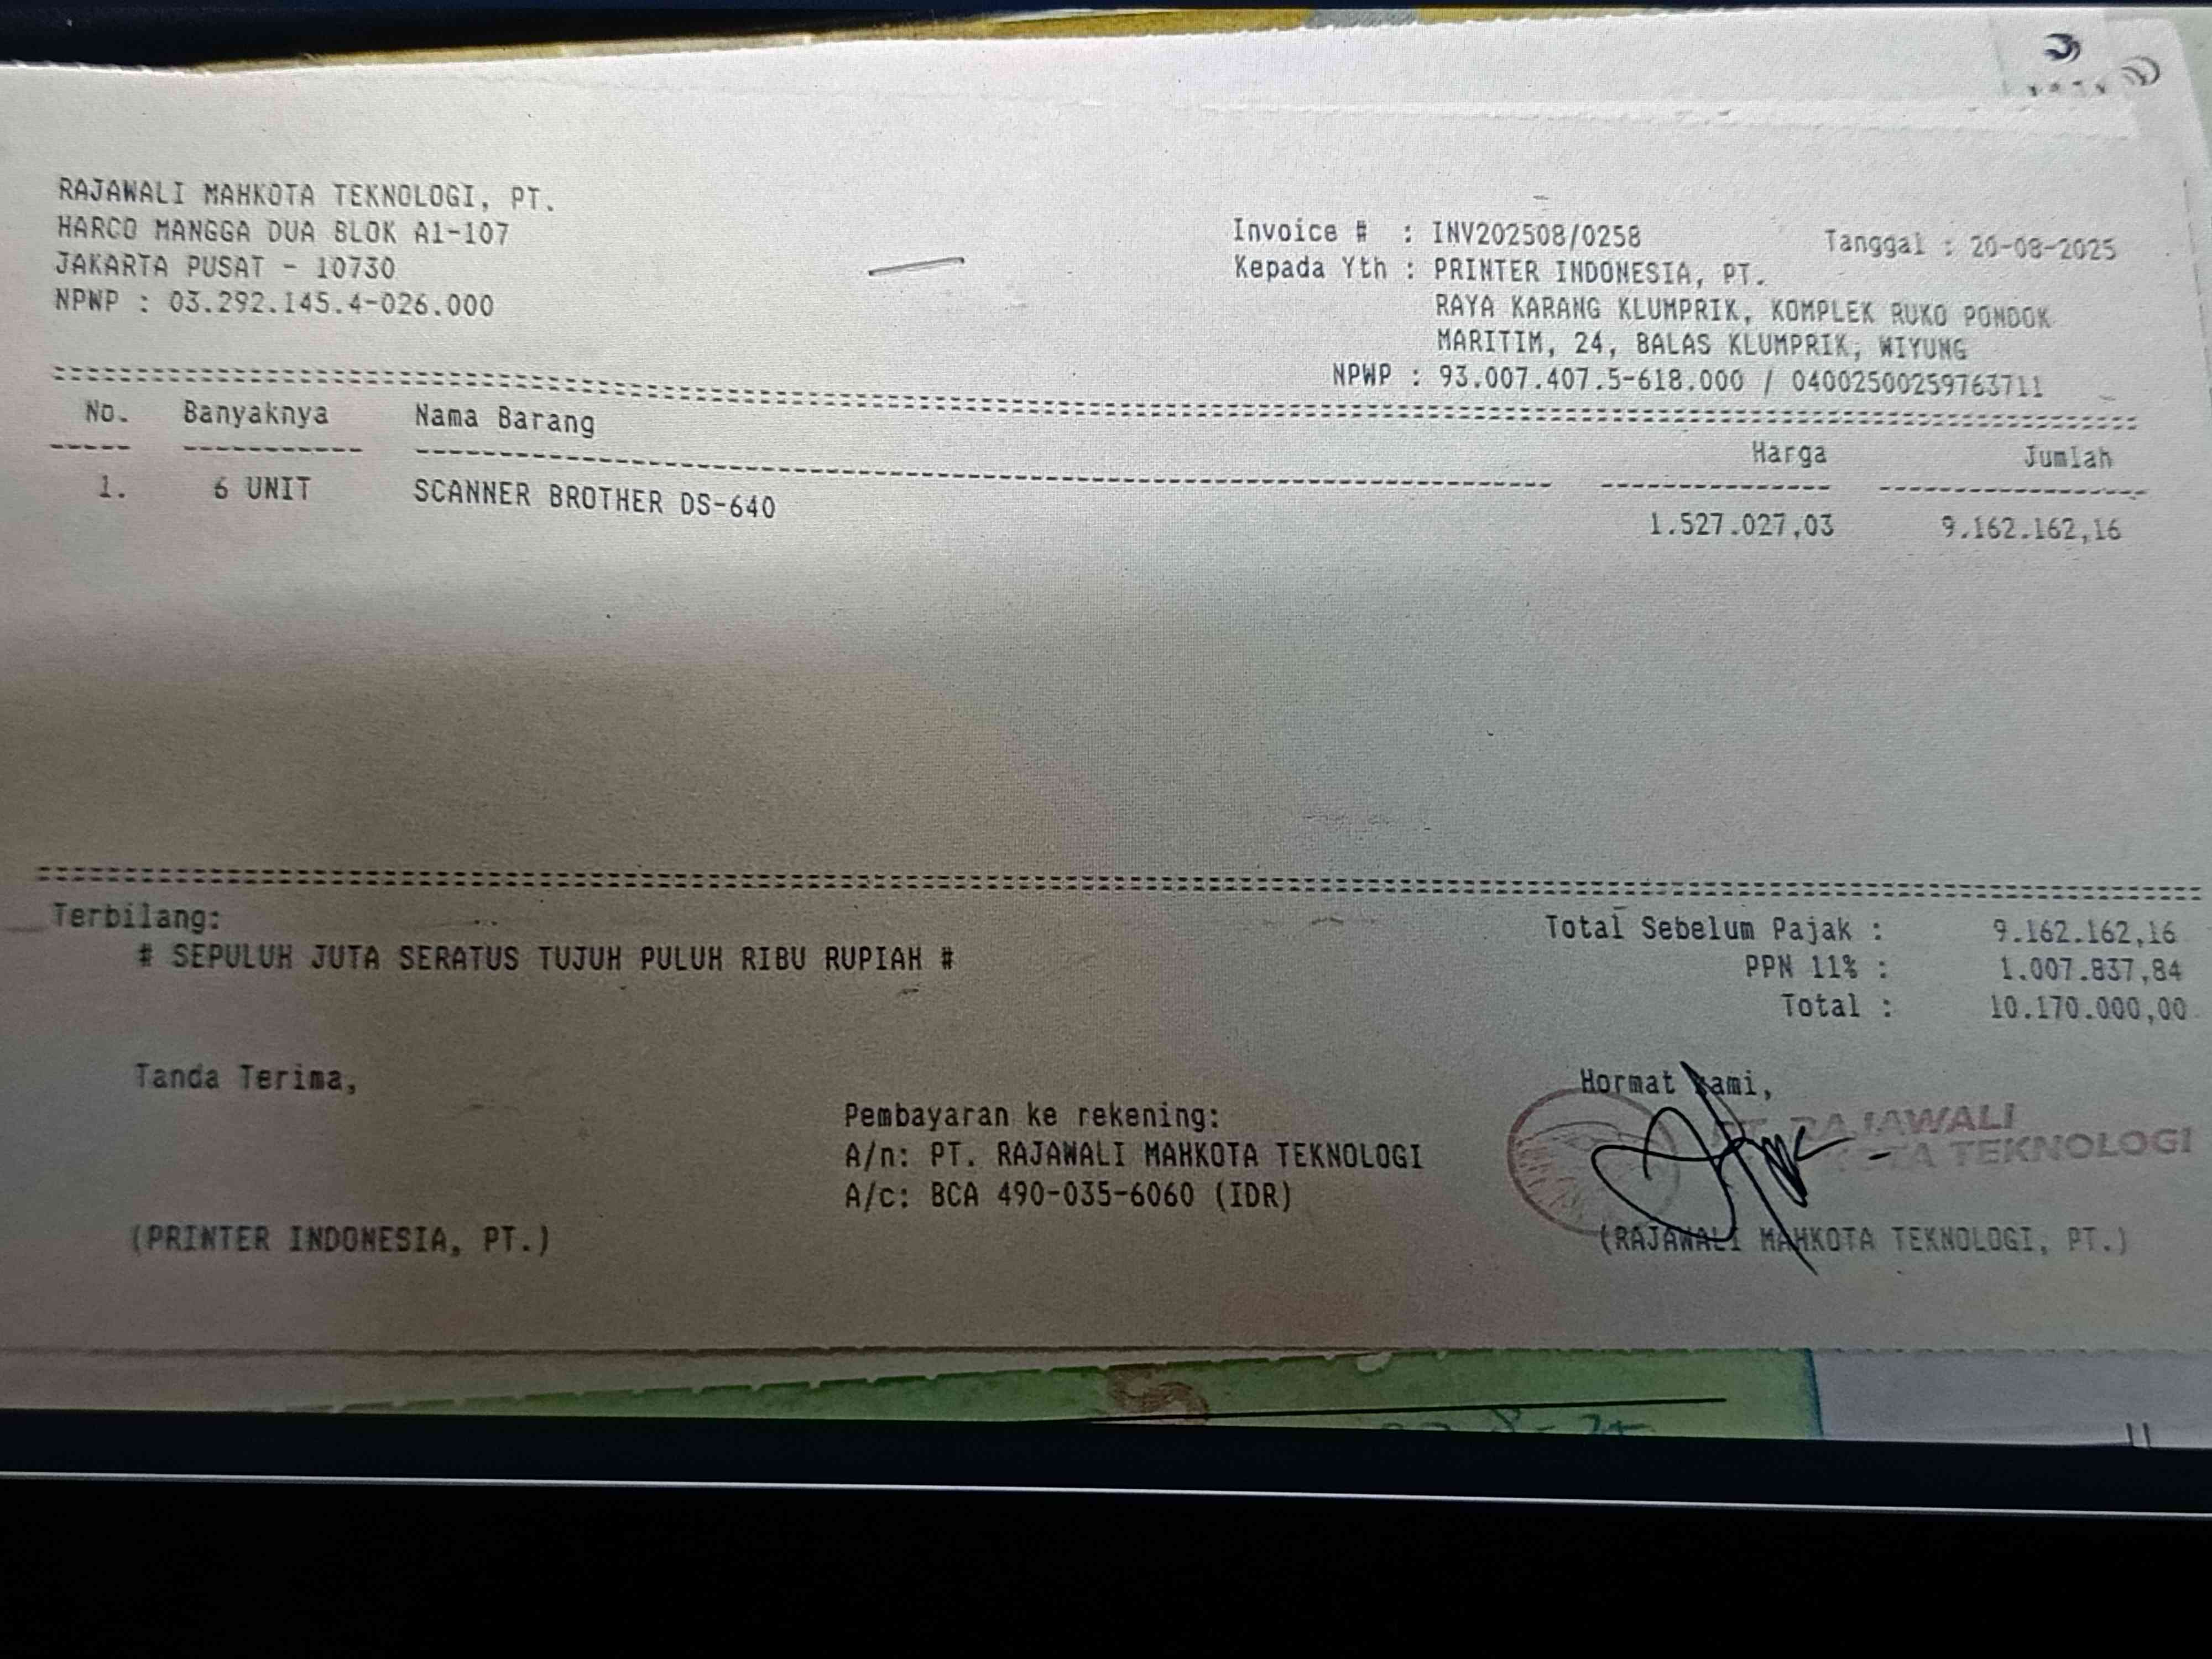 RAJAWALI MAHKOTA TEKNOLOGI, PT.
HARCO MANGGA DUA BLOK A1-107
JAKARTA PUSAT - 10730
NPWP : 03.292.145.4-026.000
Invoice # : INV202508/0258 Tanggal : 20-08-2025
Kepada Yth : PRINTER INDONESIA, PT.
RAYA KARANG KLUMPRIK, KOMPLEK RUKO PONDOK
MARITIM, 24, BALAS KLUMPRIK, WIYUNG
NPWP : 93.007.407.5-618.000 / 04002500259763711
No. Banyaknya Nama Barang Harga Jumlah
1. 6 UNIT SCANNER BROTHER DS-640 1.527.027,03 9.162.162,16
Terbilang:
# SEPULUH JUTA SERATUS TUJUH PULUH RIBU RUPIAH #
Total Sebelum Pajak : 9.162.162,16
PPN 11% : 1.007.837,84
Total : 10.170.000,00
Tanda Terima,
(PRINTER INDONESIA, PT.)
Pembayaran ke rekening:
A/n: PT. RAJAWALI MAHKOTA TEKNOLOGI
A/c: BCA 490-035-6060 (IDR)
Hormat kami,
RAJAWALI
TEKNOLOGI
(RAJAWALI MAHKOTA TEKNOLOGI, PT.)